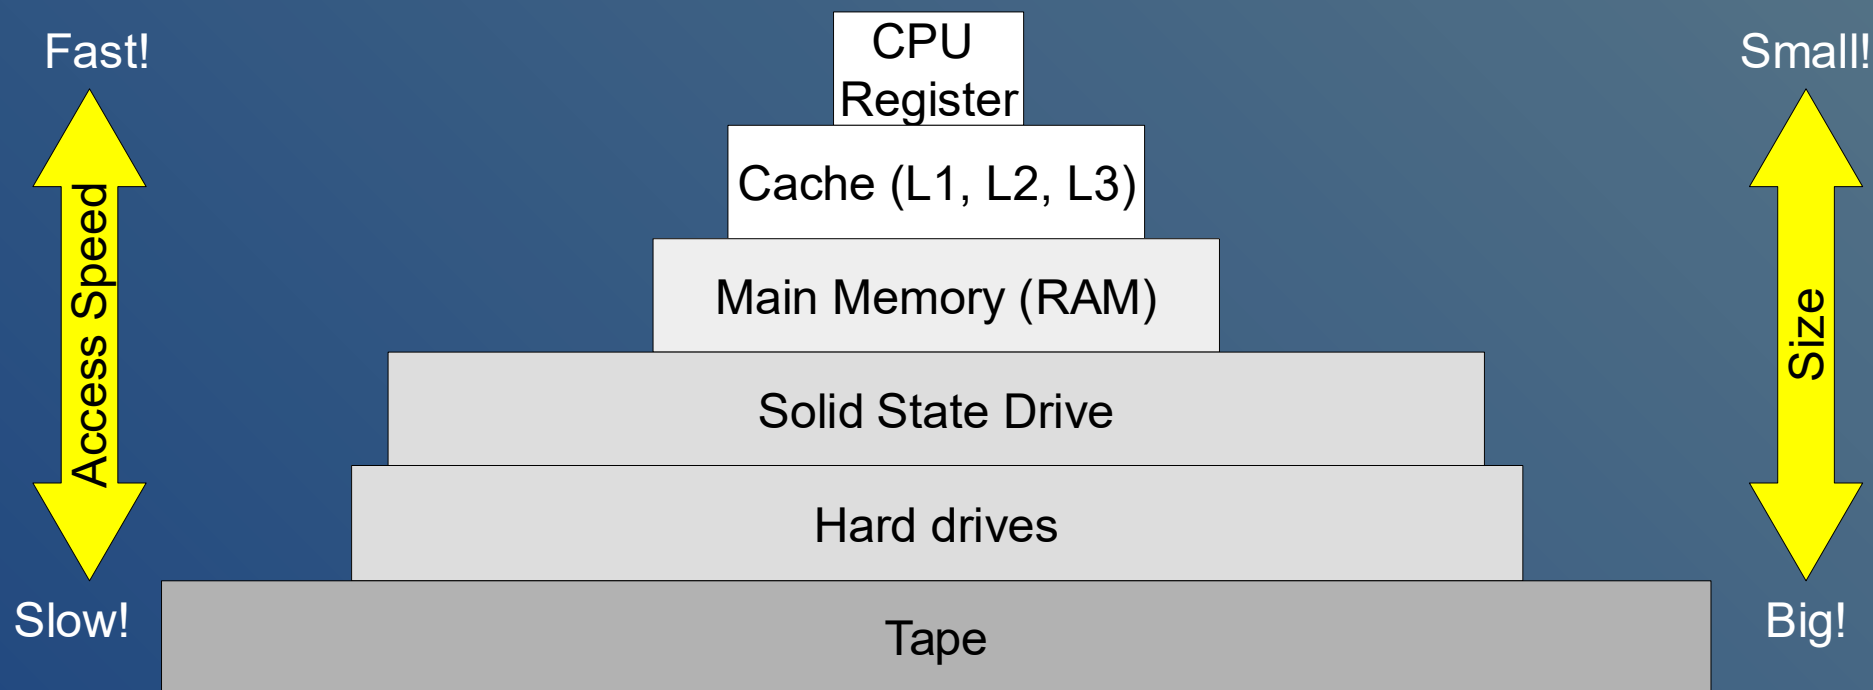 Fast!
Small!
CPU
Register
Cache (L1, L2, L3)
Main Memory (RAM)
Access Speed
Size
Solid State Drive
Hard drives
Slow!
Big!
Tape